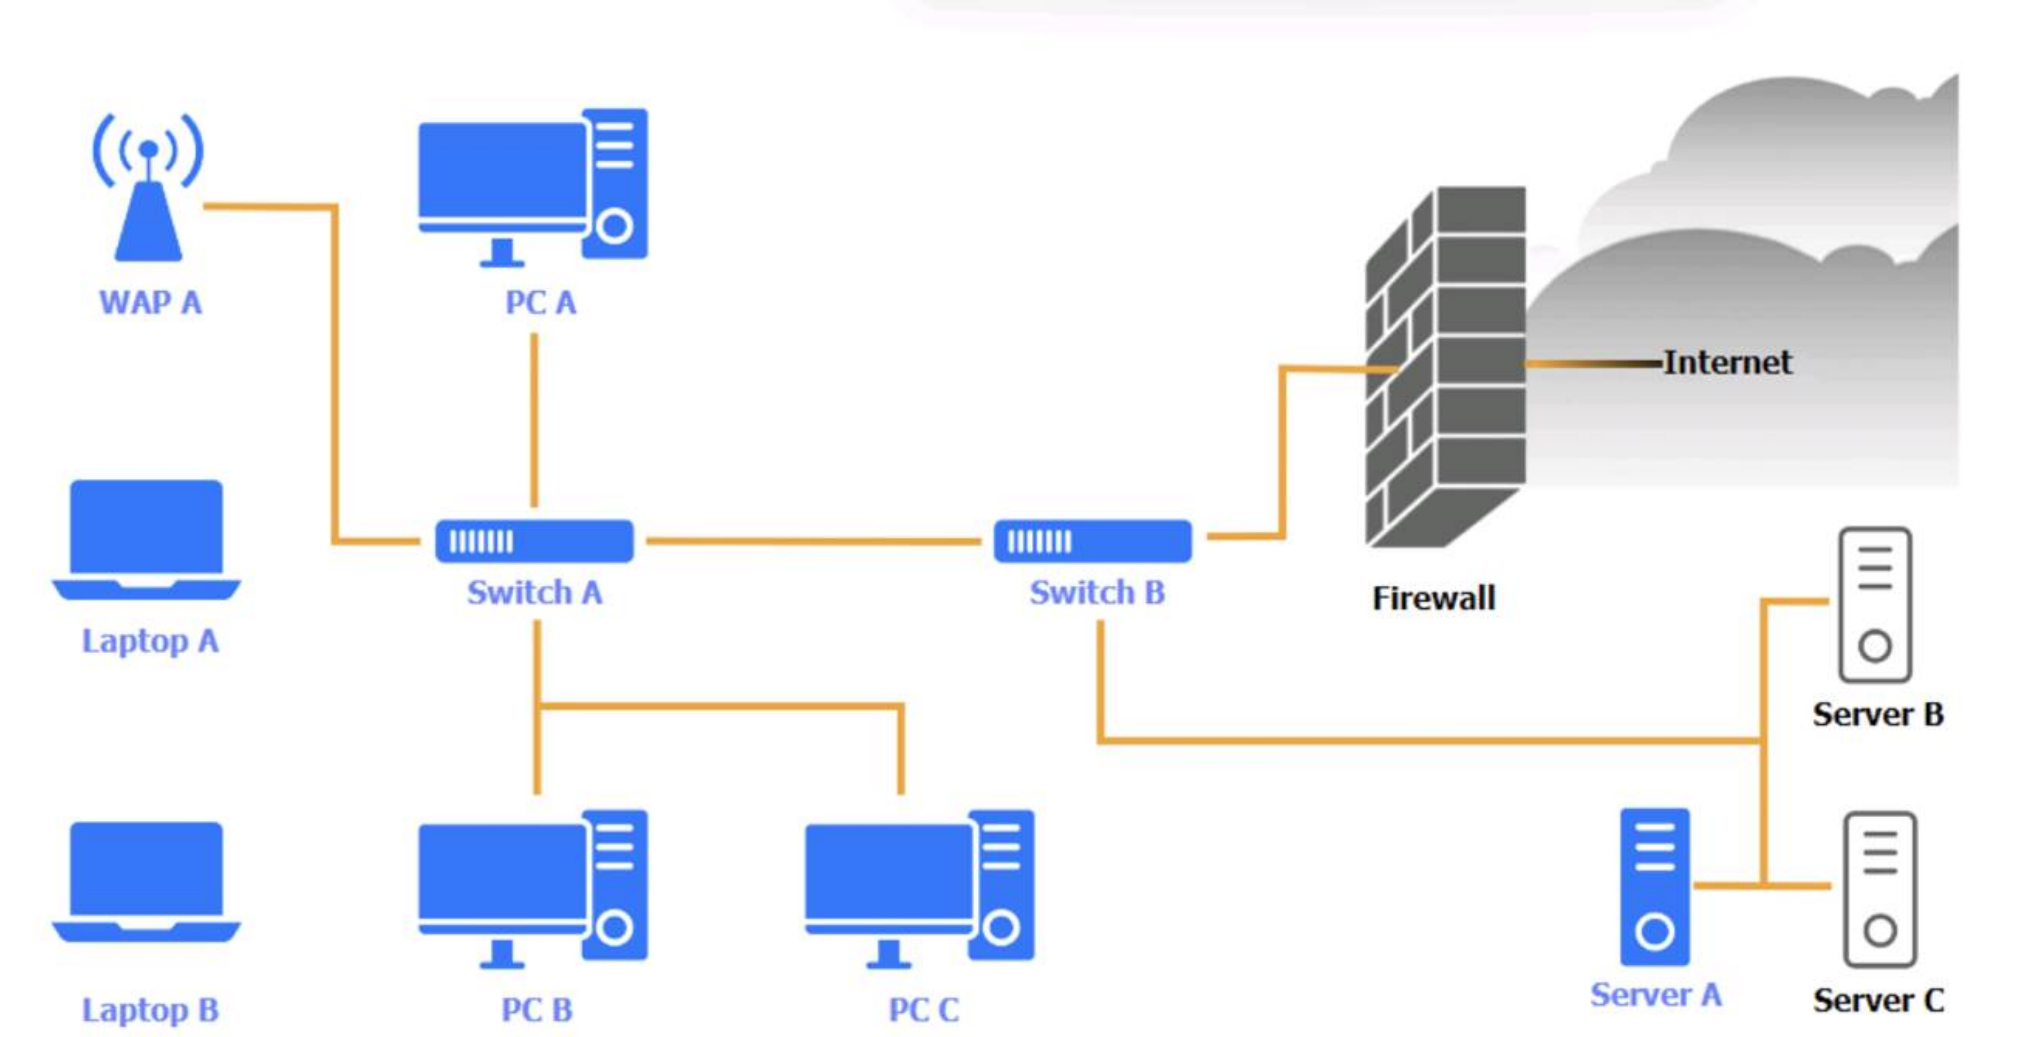 WAP A
PC A
Internet
Switch A
Switch B
Firewall
Laptop A
Server B
Laptop B
PC B
PC C
Server A
Server C